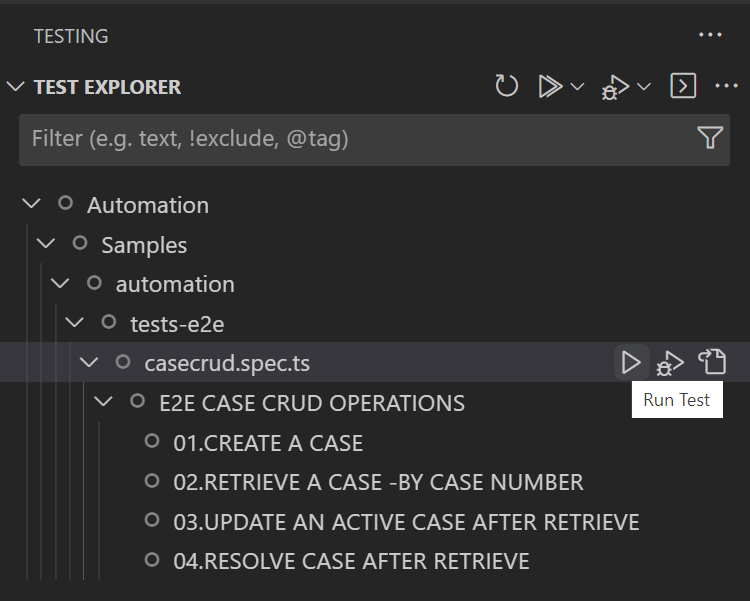 TESTING
TEST EXPLORER
Filter (e.g. text, !exclude, @tag)
Automation
Samples
automation
tests-e2e
casecrud.spec.ts
Run Test
E2E CASE CRUD OPERATIONS
01.CREATE A CASE
02.RETRIEVE A CASE -BY CASE NUMBER
03.UPDATE AN ACTIVE CASE AFTER RETRIEVE
04.RESOLVE CASE AFTER RETRIEVE